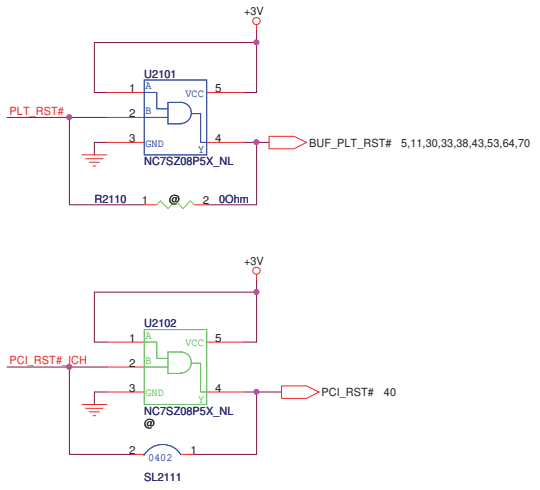 +3V
U2101
1 A VCC 5
PLT_RST# 2 B
3 GND Y 4 BUF_PLT_RST# 5,11,30,33,38,43,53,64,70
NC7SZ08P5X_NL
R2110 1 @ 2 0Ohm
+3V
U2102
1 A VCC 5
PCI_RST#_ICH 2 B
3 GND Y 4 PCI_RST# 40
NC7SZ08P5X_NL
@
2 0402 1
SL2111